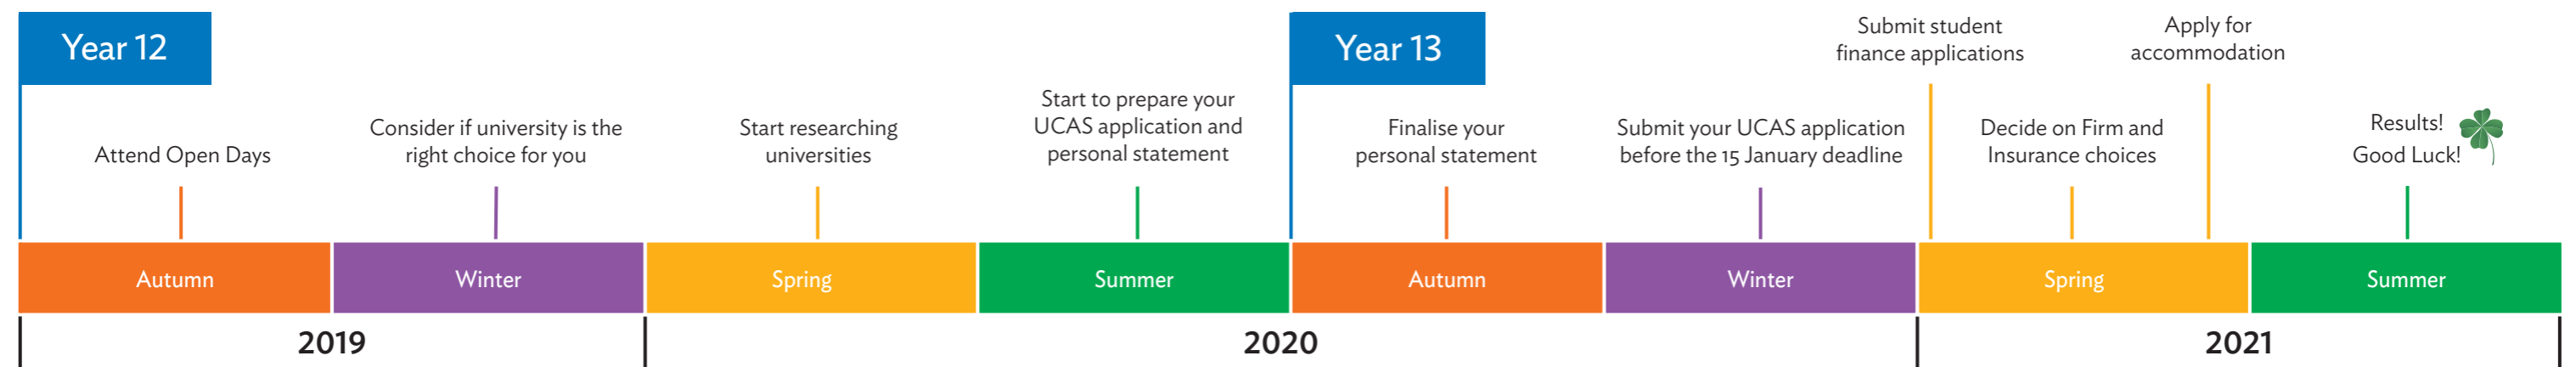 Year 12
Attend Open Days
Consider if university is the
right choice for you
Start researching
universities
Start to prepare your
UCAS application and
personal statement
Year 13
Finalise your
personal statement
Submit your UCAS application
before the 15 January deadline
Submit student
finance applications
Decide on Firm and
Insurance choices
Apply for
accommodation
Results!
Good Luck!
Autumn
Winter
Spring
Summer
Autumn
Winter
Spring
Summer
2019
2020
2021